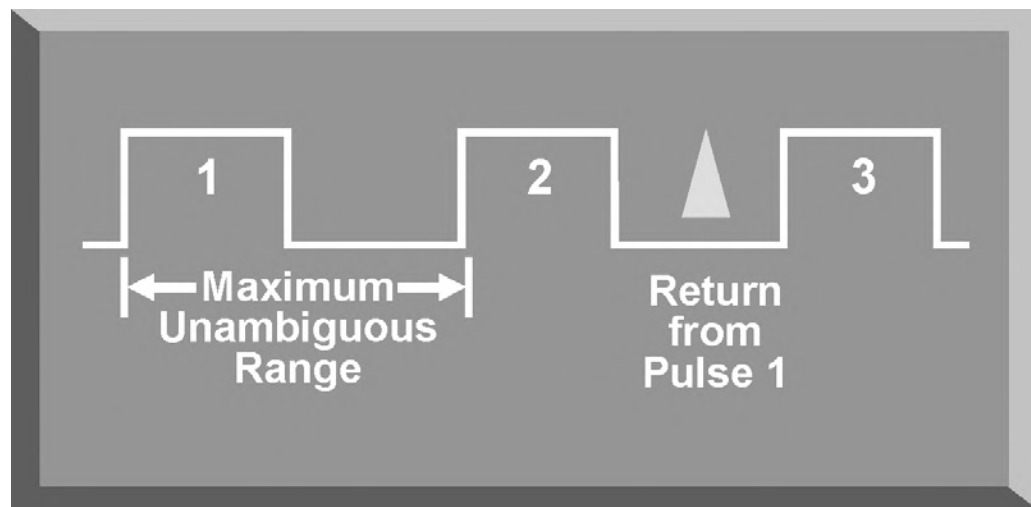 1
2
3
Maximum
Unambiguous
Range
Return
from
Pulse 1